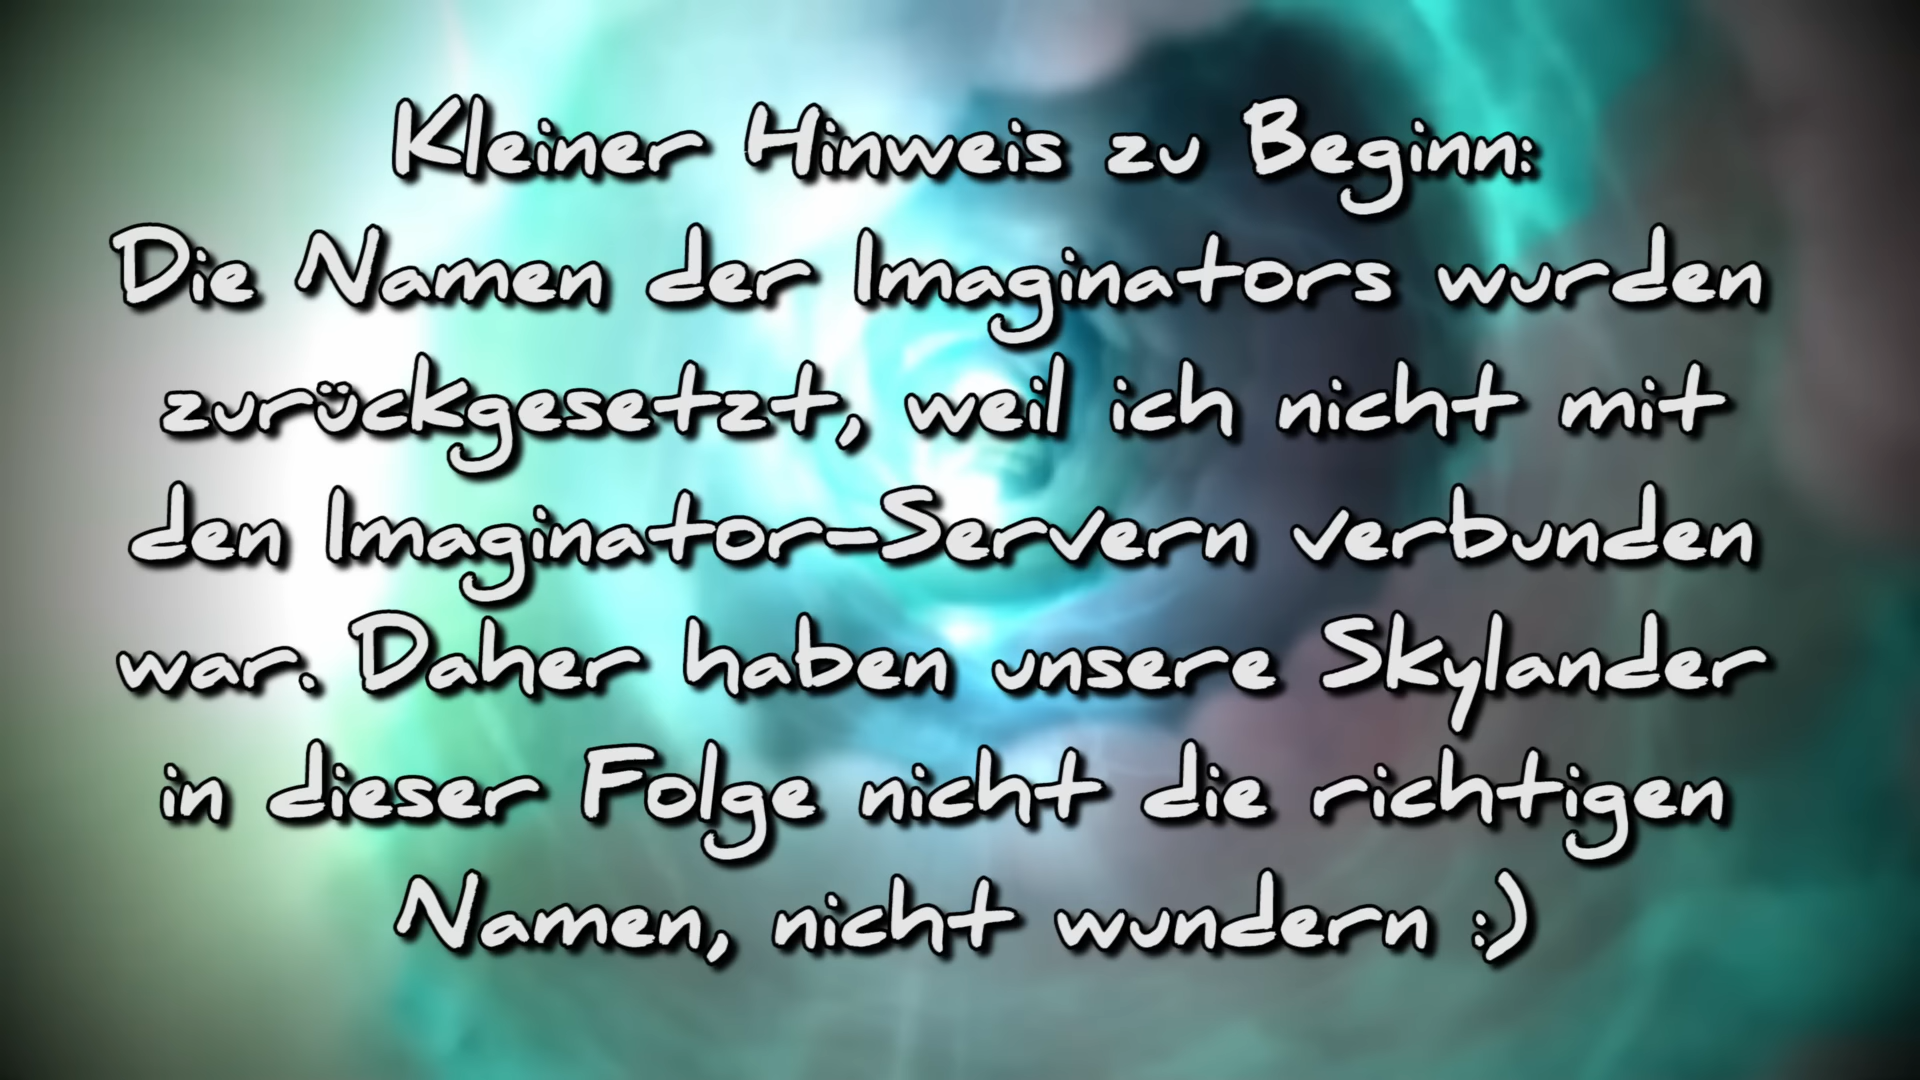 Kleiner Hinweis zu Beginn:
Die Namen der Imaginators wurden
zurückgesetzt, weil ich nicht mit
den Imaginator-Servern verbunden
war. Daher haben unsere Skylander
in dieser Folge nicht die richtigen
Namen, nicht wundern :)